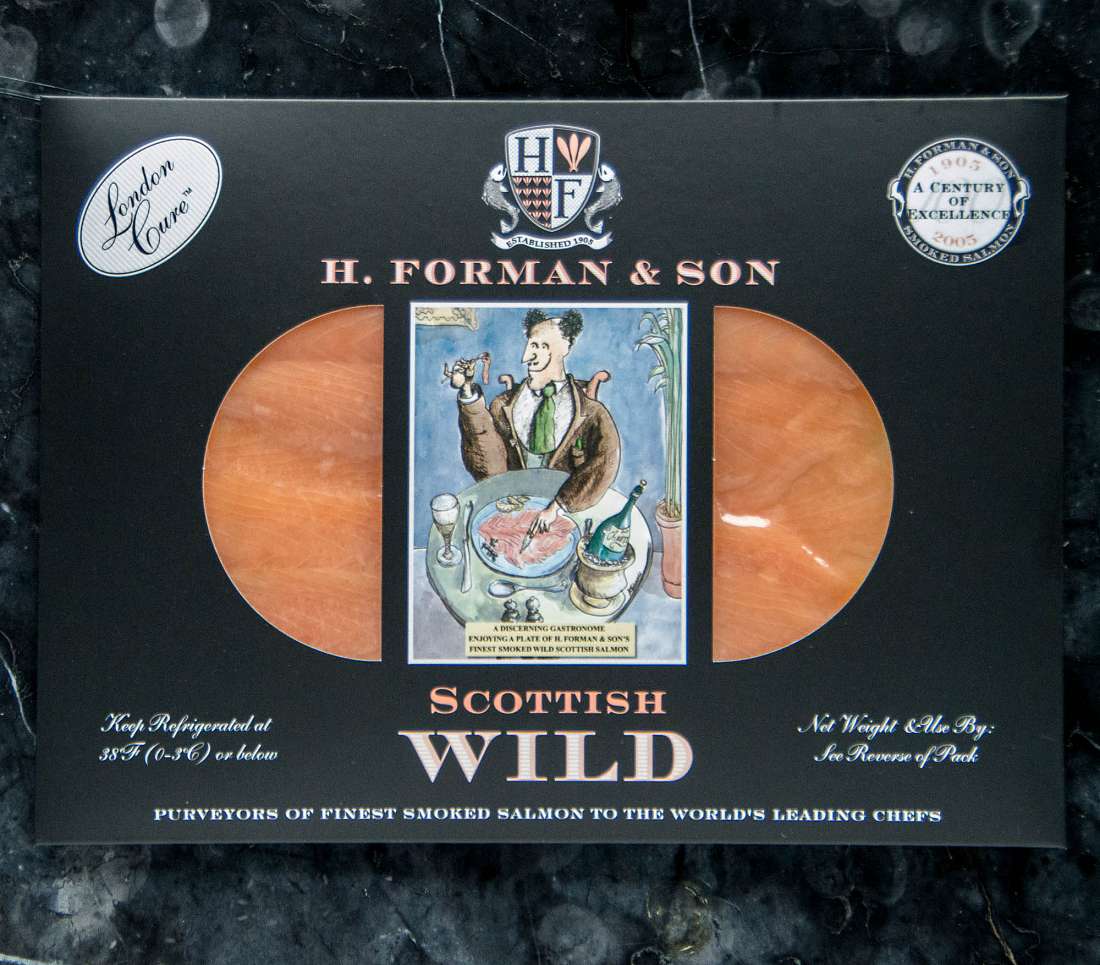 London
Cure™
H
F
ESTABLISHED 1905
H. FORMAN & SON
1905
A CENTURY
OF
EXCELLENCE
2005
SMOKED SALMON
H. FORMAN & SON
A DISCERNING GASTRONOME
ENJOYING A PLATE OF H. FORMAN & SON'S
FINEST SMOKED WILD SCOTTISH SALMON
SCOTTISH
WILD
Keep Refrigerated at
38°F (0-3°C) or below
Net Weight & Use By:
See Reverse of Pack
PURVEYORS OF FINEST SMOKED SALMON TO THE WORLD'S LEADING CHEFS